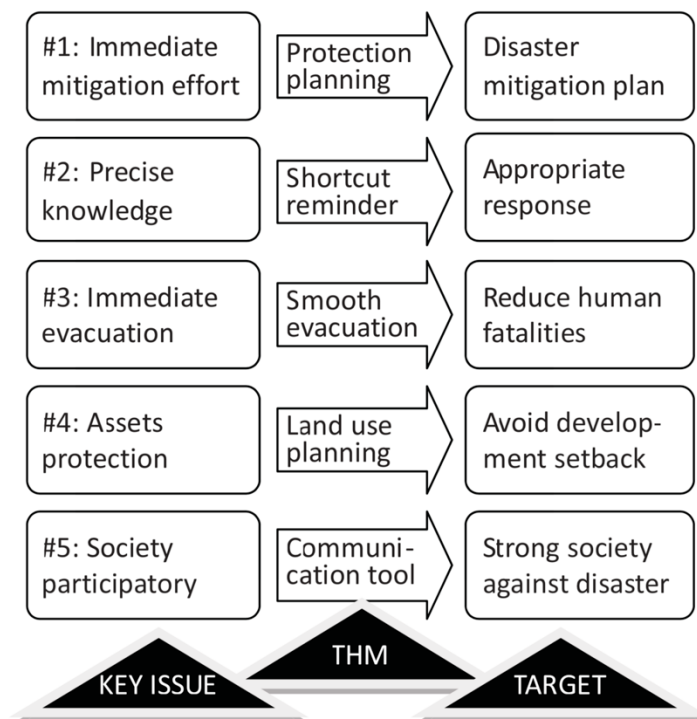 #1: Immediate
mitigation effort
Protection
planning
Disaster
mitigation plan
#2: Precise
knowledge
Shortcut
reminder
Appropriate
response
#3: Immediate
evacuation
Smooth
evacuation
Reduce human
fatalities
#4: Assets
protection
Land use
planning
Avoid develop-
ment setback
#5: Society
participatory
Communi-
cation tool
Strong society
against disaster
KEY ISSUE
THM
TARGET